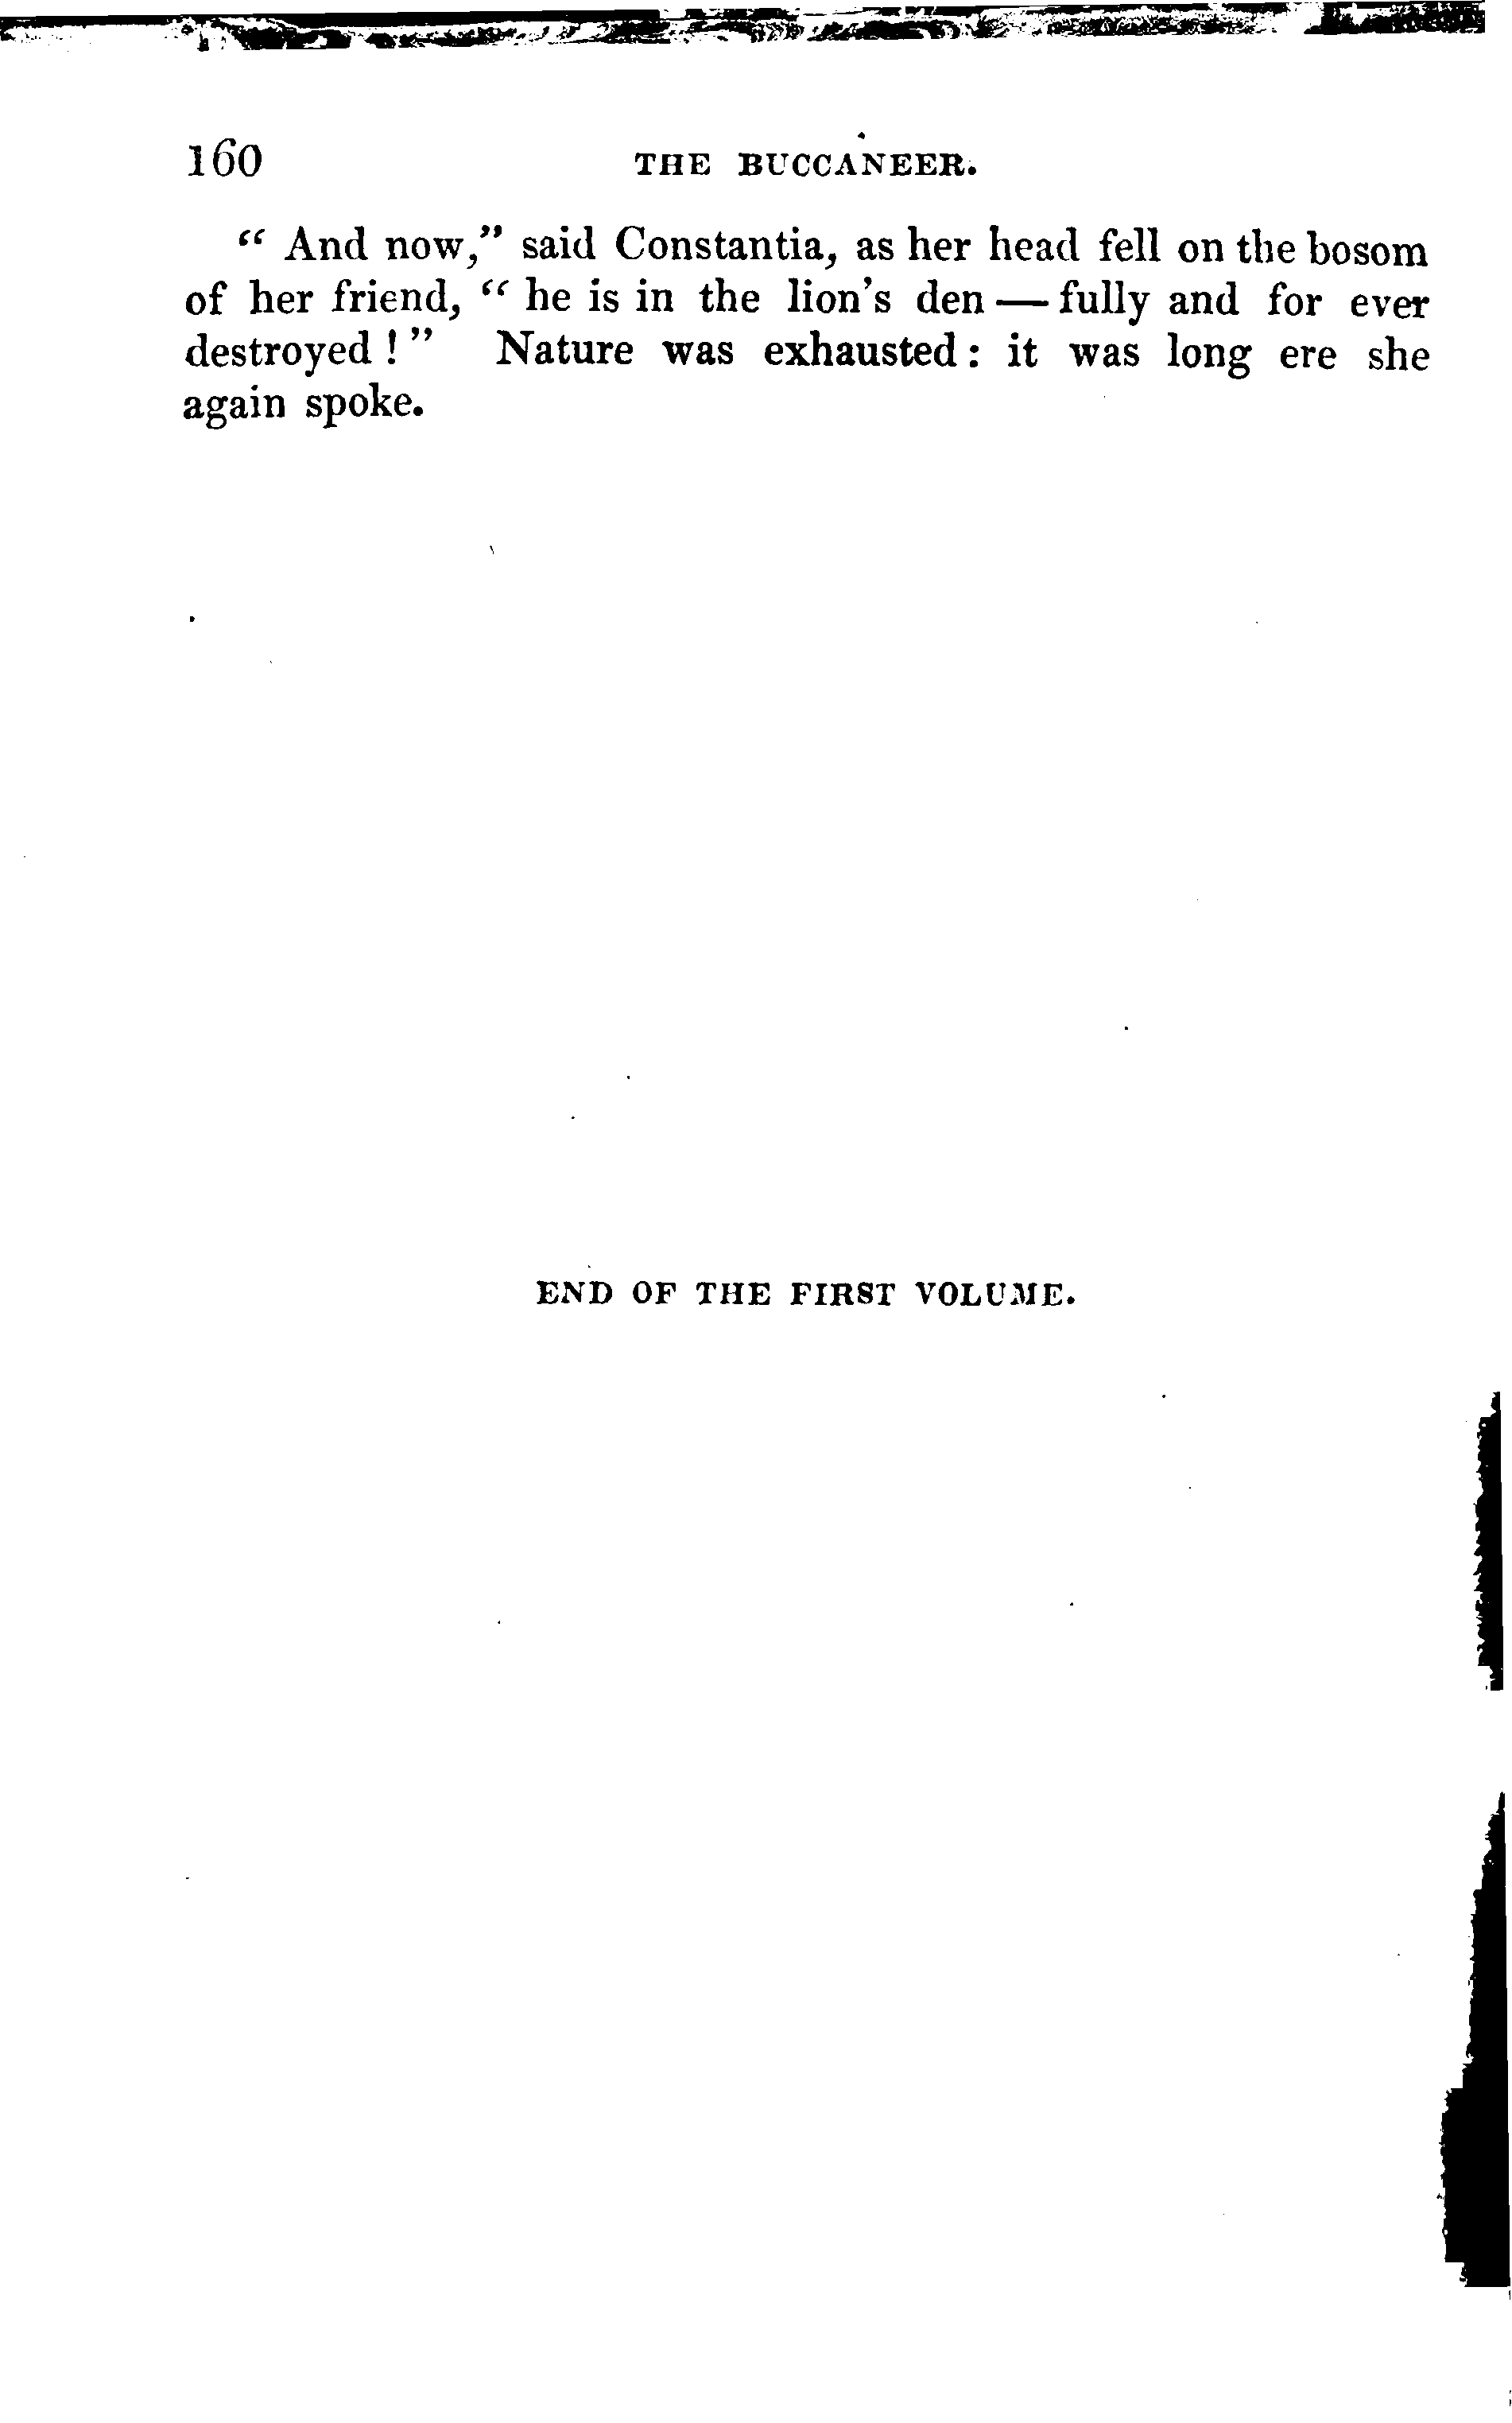 160 THE BUCCANEER.
“ And now,” said Constantia, as her head fell on the bosom
of her friend, “ he is in the lion's den — fully and for ever
destroyed ! ” Nature was exhausted : it was long ere she
again spoke.
END OF THE FIRST VOLUME.